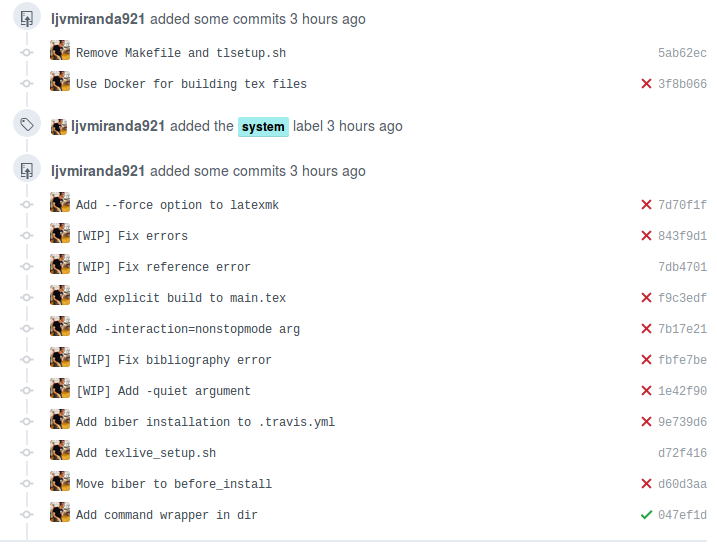 ljvmiranda921 added some commits 3 hours ago
Remove Makefile and tlsetup.sh 5ab62ec
Use Docker for building tex files 3f8b066
ljvmiranda921 added the system label 3 hours ago
ljvmiranda921 added some commits 3 hours ago
Add --force option to latexmk 7d70f1f
[WIP] Fix errors 843f9d1
[WIP] Fix reference error 7db4701
Add explicit build to main.tex f9c3edf
Add -interaction=nonstopmode arg 7b17e21
[WIP] Fix bibliography error fbfe7be
[WIP] Add -quiet argument 1e42f90
Add biber installation to .travis.yml 9e739d6
Add texlive_setup.sh d72f416
Move biber to before_install d60d3aa
Add command wrapper in dir 047ef1d